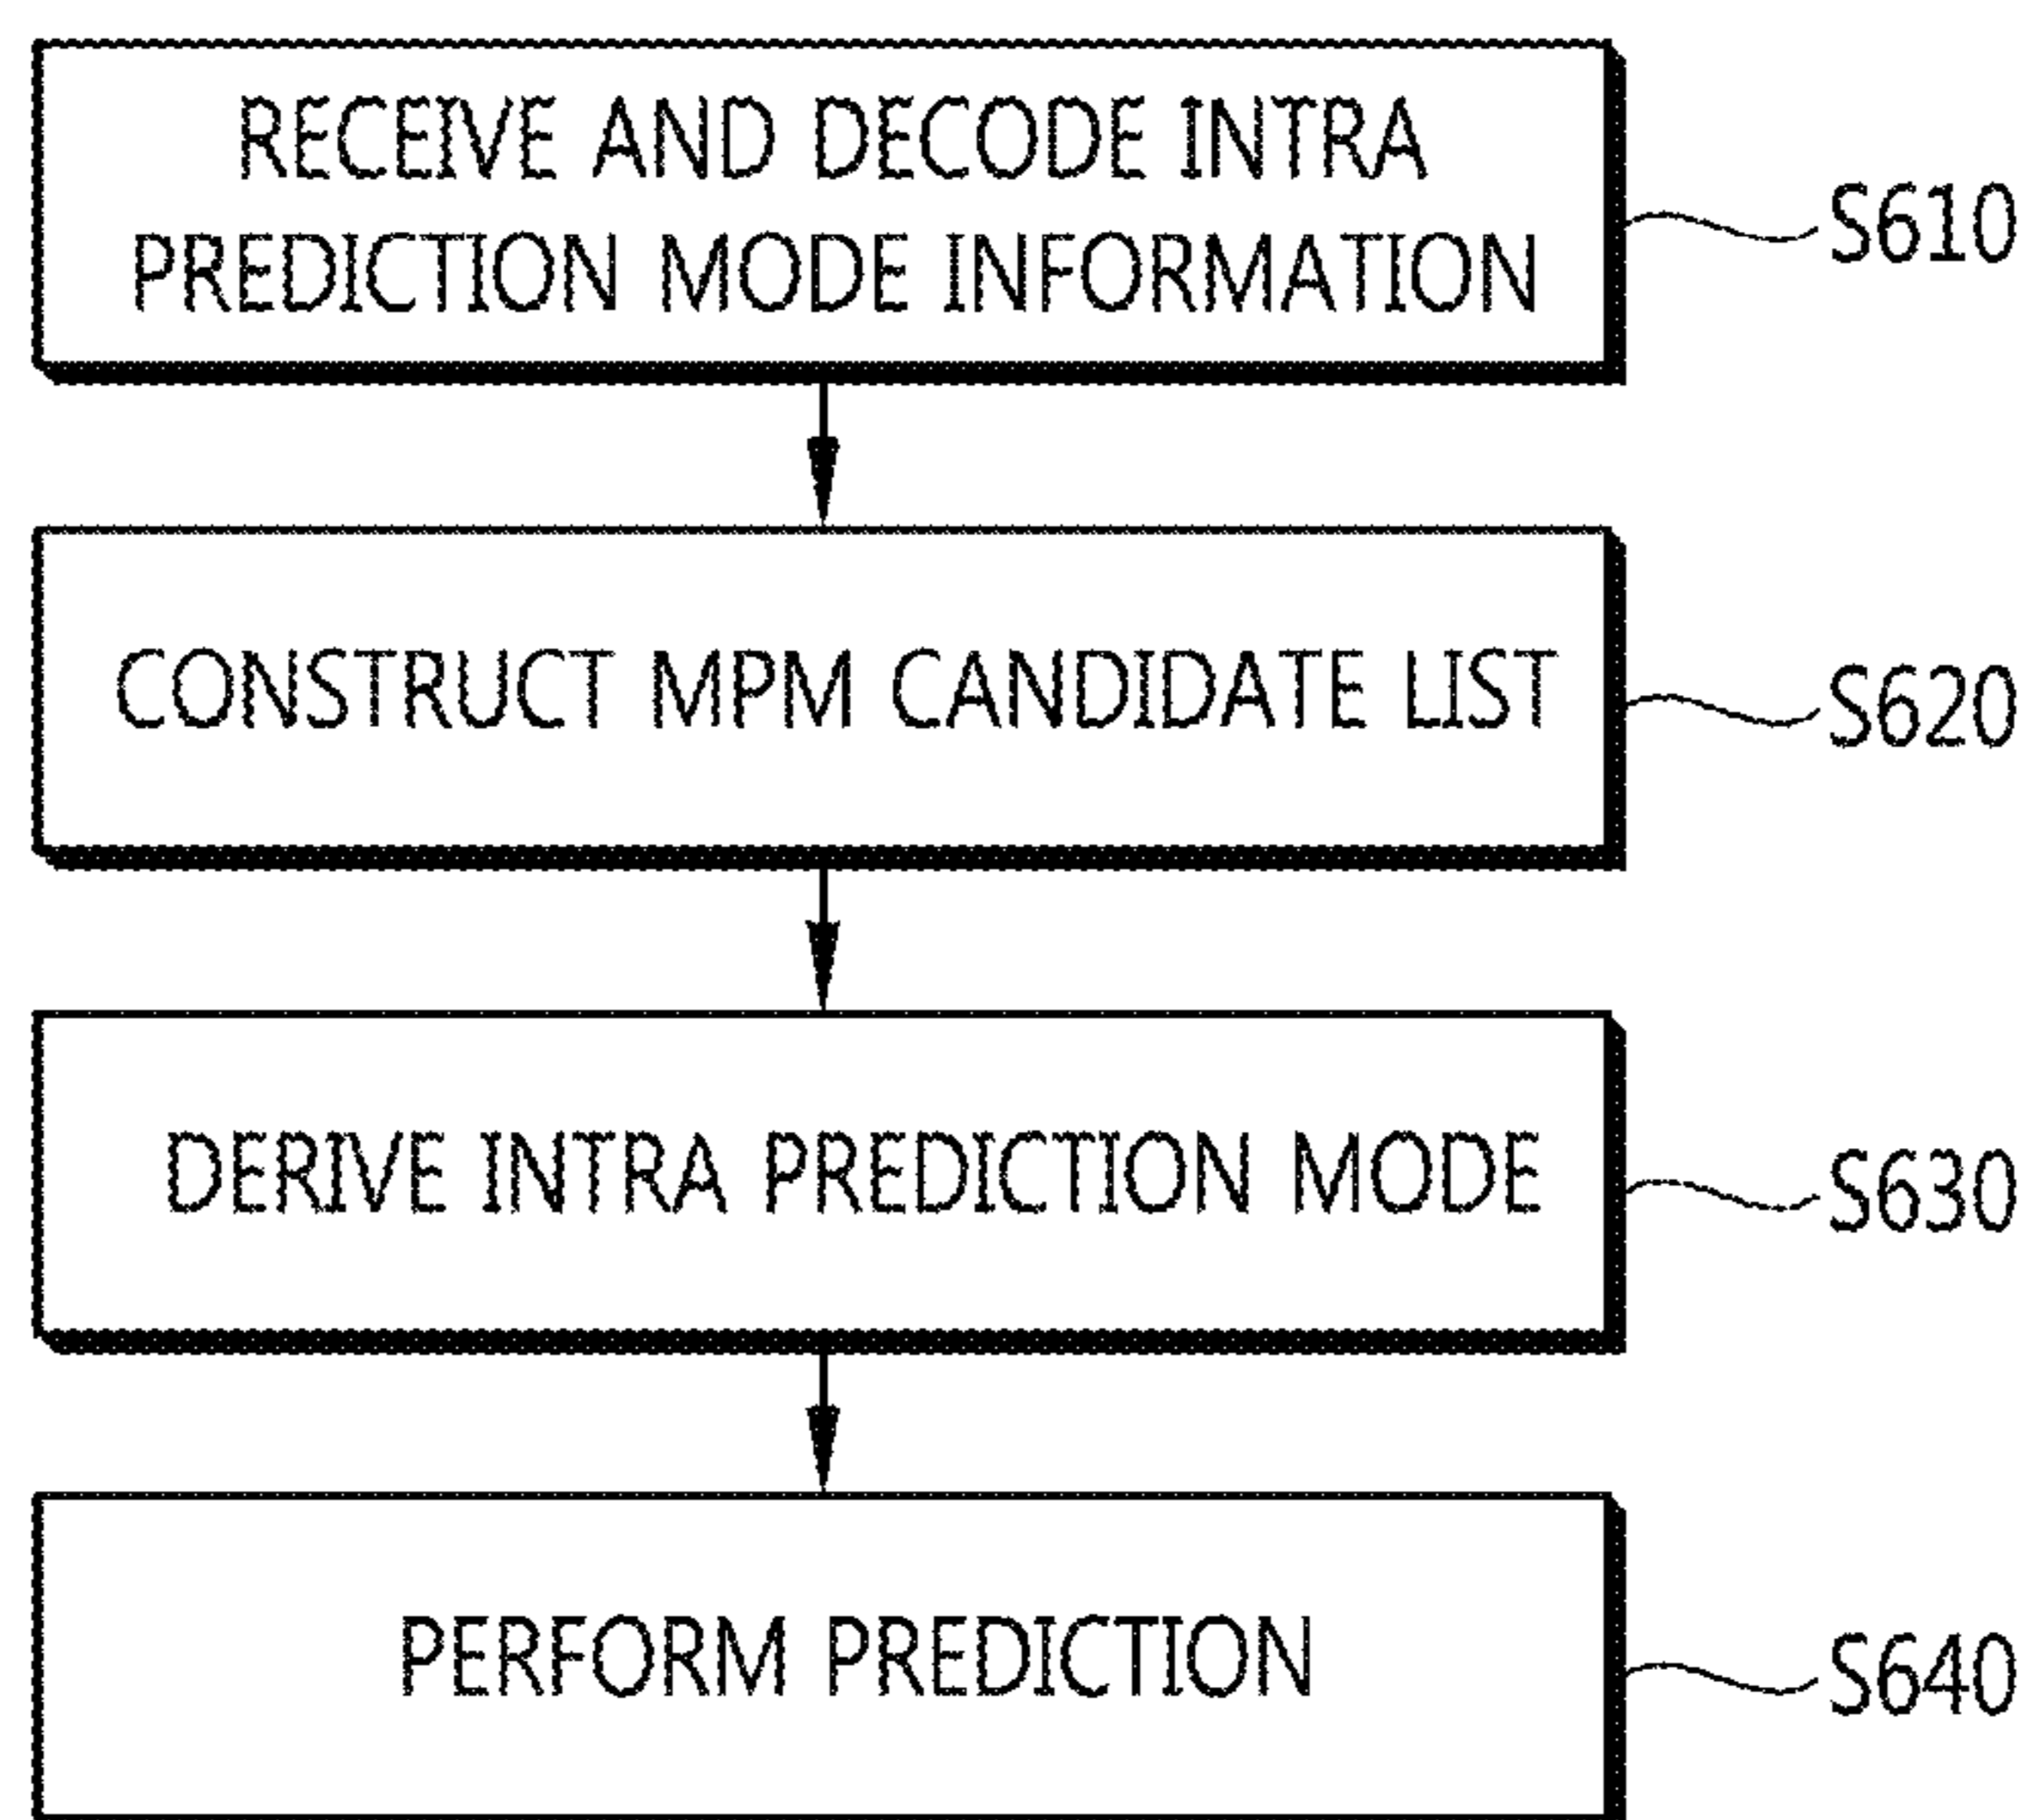 RECEIVE AND DECODE INTRA
PREDICTION MODE INFORMATION
S610
CONSTRUCT MPM CANDIDATE LIST
S620
DERIVE INTRA PREDICTION MODE
S630
PERFORM PREDICTION
S640